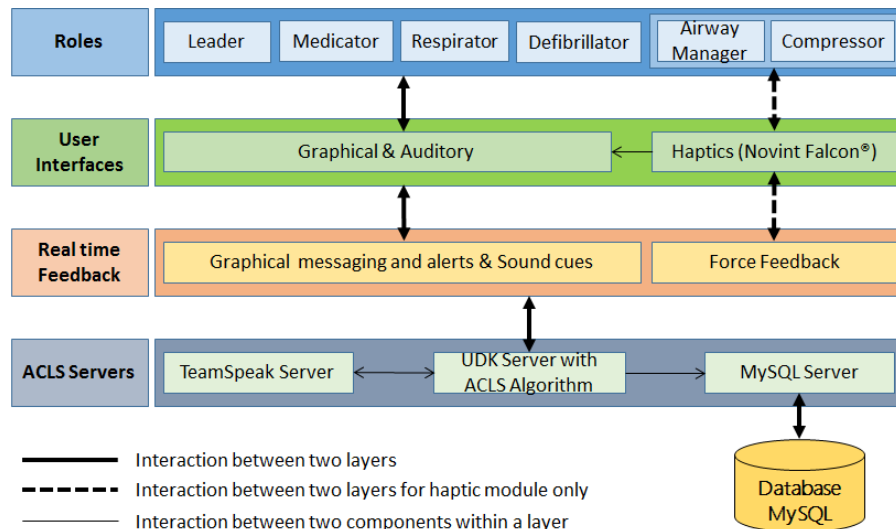 Roles
Leader
Medicator
Respirator
Defibrillator
Airway
Manager
Compressor
User
Interfaces
Graphical & Auditory
Haptics (Novint Falcon®)
Real time
Feedback
Graphical messaging and alerts & Sound cues
Force Feedback
ACLS Servers
TeamSpeak Server
UDK Server with
ACLS Algorithm
MySQL Server
Interaction between two layers
Interaction between two layers for haptic module only
Interaction between two components within a layer
Database
MySQL